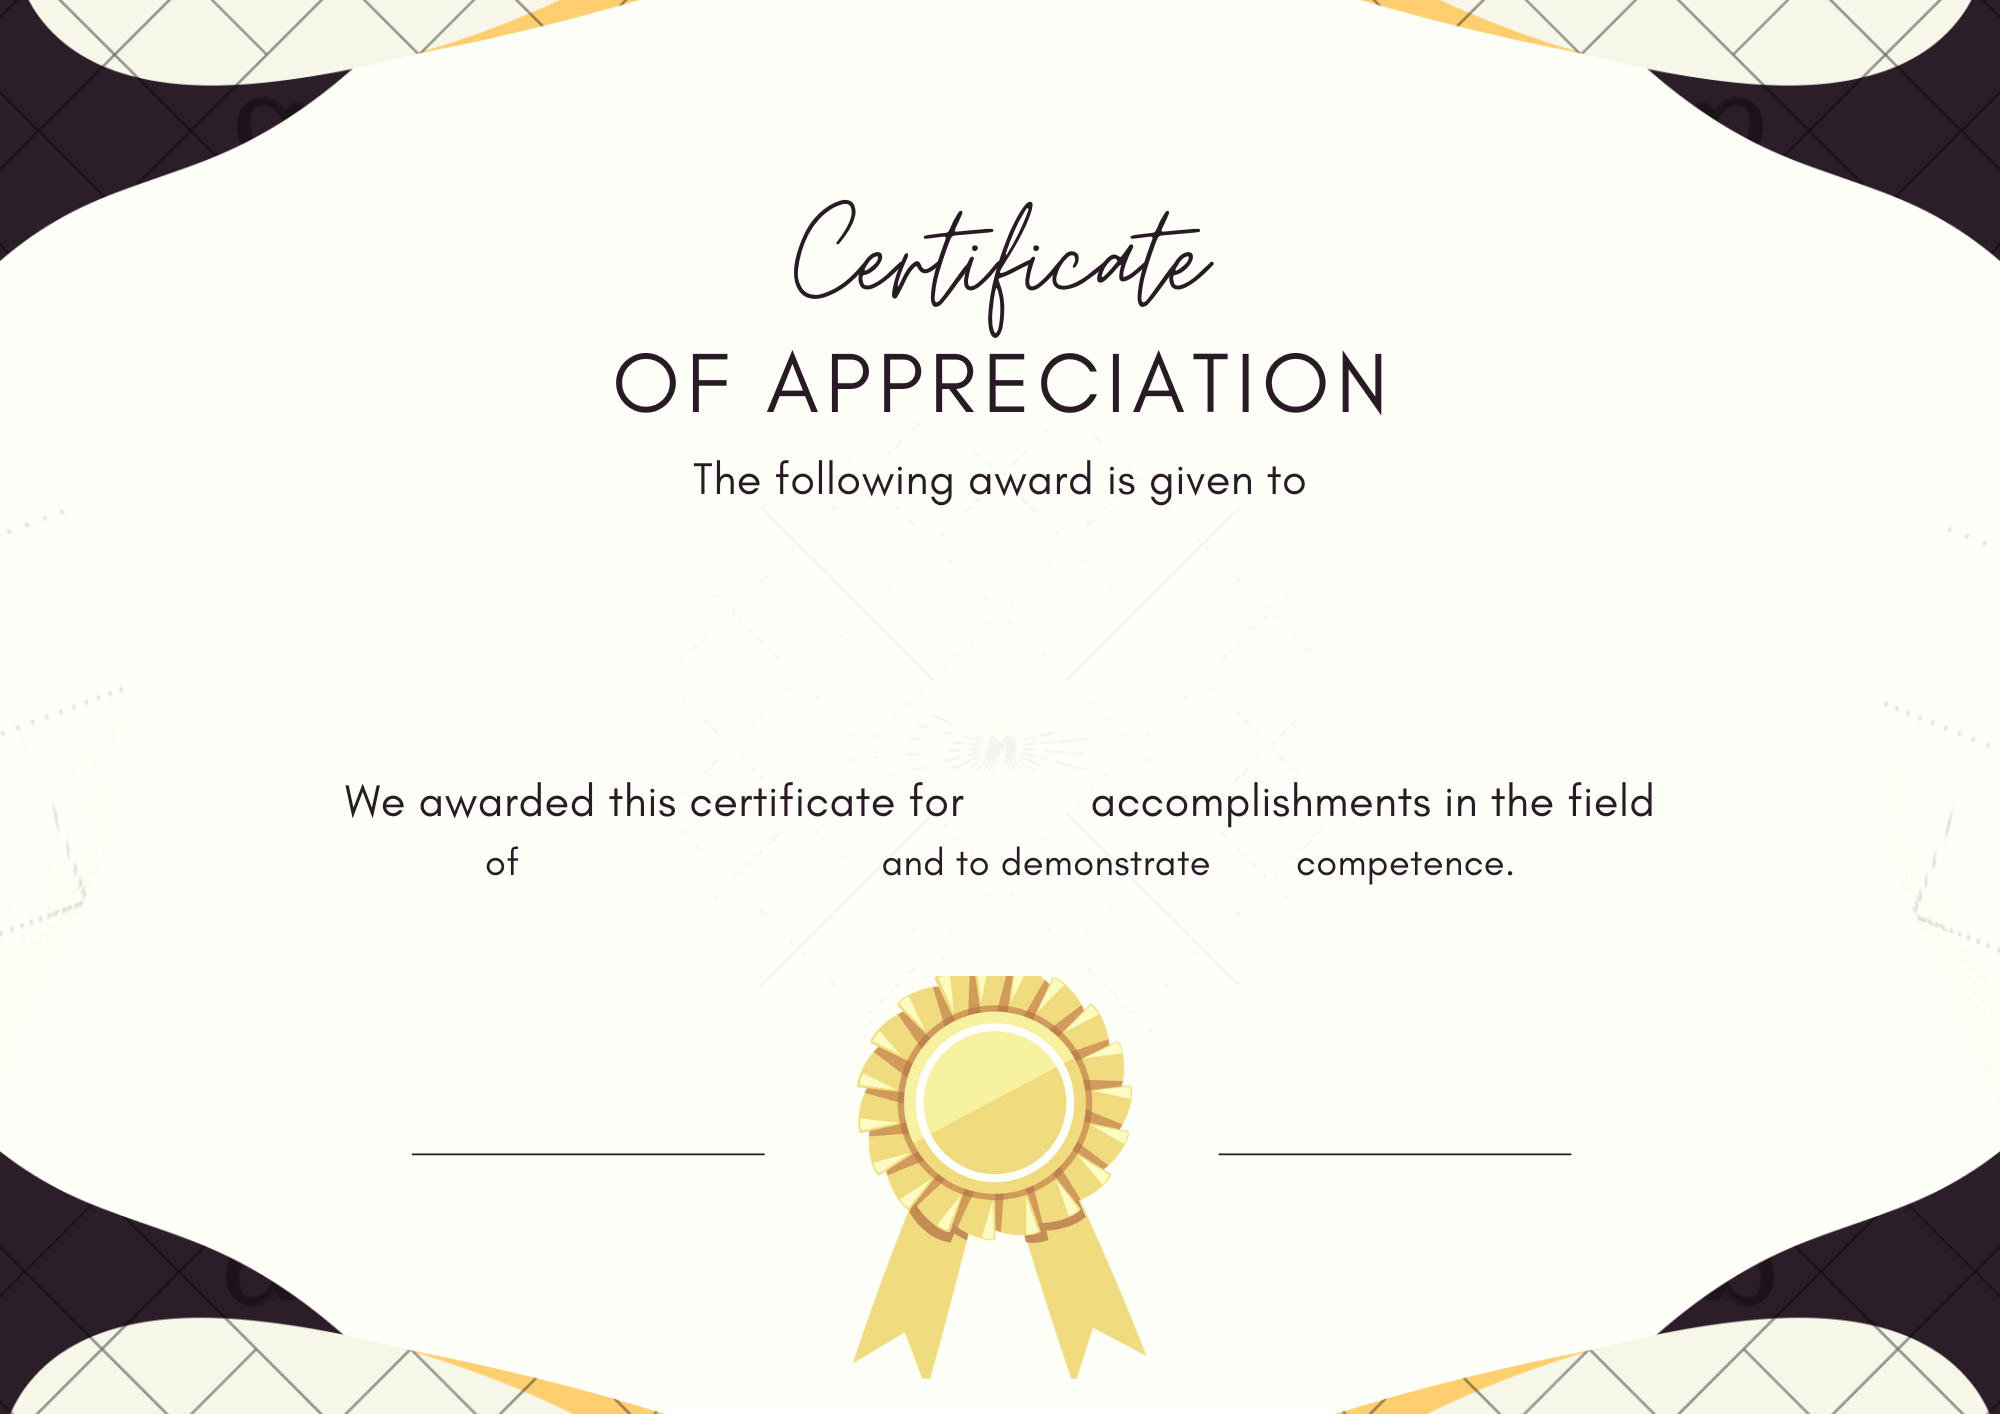 Certificate
OF APPRECIATION
The following award is given to
We awarded this certificate for accomplishments in the field
of and to demonstrate competence.